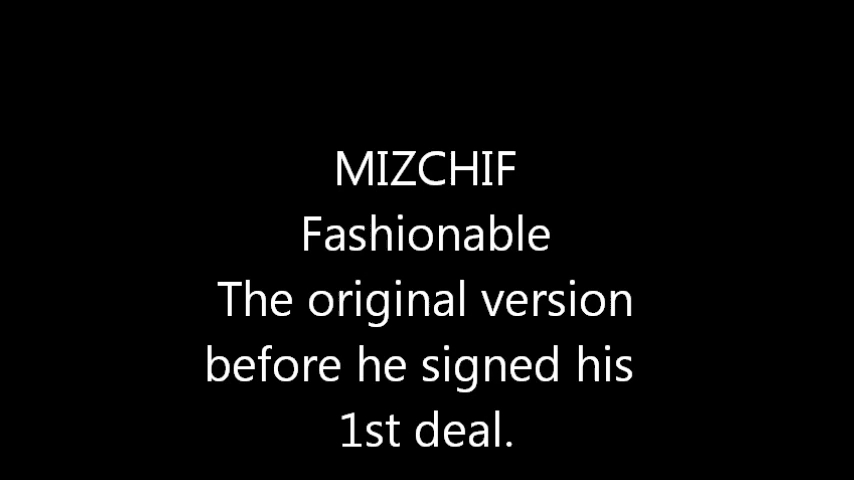 MIZCHIF
Fashionable
The original version
before he signed his
1st deal.